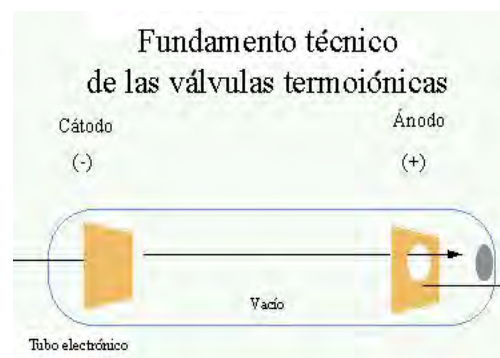 Fundamento técnico
de las válvulas termoiónicas
Cátodo
Ánodo
(-)
(+)
Vacío
Tubo electrónico